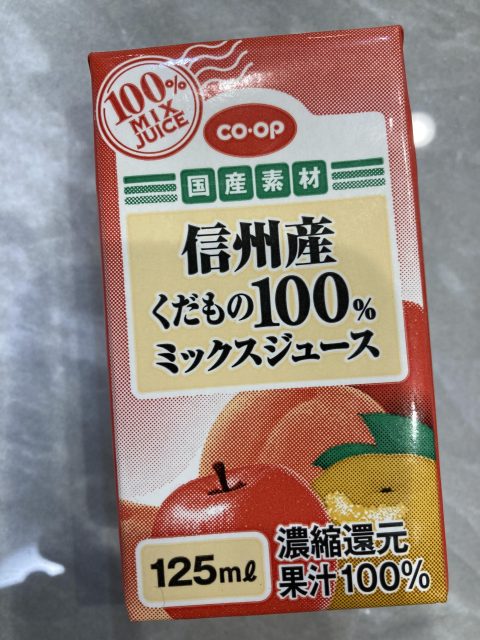 100%
MIX
JUICE
CO・OP
国産素材
信州産
くだもの100%
ミックスジュース
125ml
濃縮還元
果汁100%